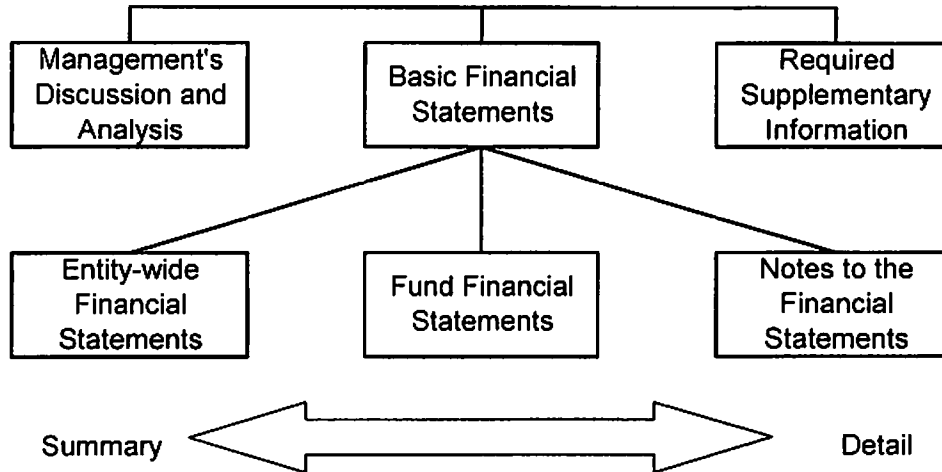 Management's
Discussion and
Analysis
Basic Financial
Statements
Required
Supplementary
Information
Entity-wide
Financial
Statements
Fund Financial
Statements
Notes to the
Financial
Statements
Summary
Detail